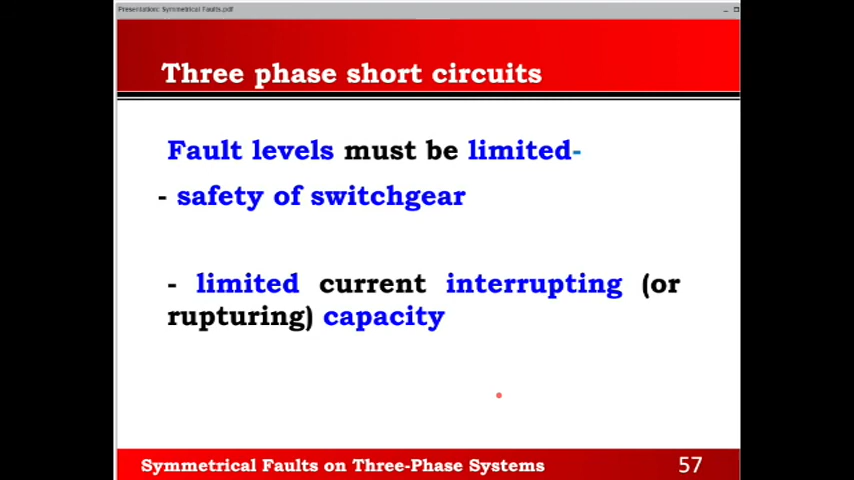 Presentation: Symmetrical Faults.pdf
Three phase short circuits
Fault levels must be limited-
- safety of switchgear
- limited current interrupting (or
rupturing) capacity
Symmetrical Faults on Three-Phase Systems
57